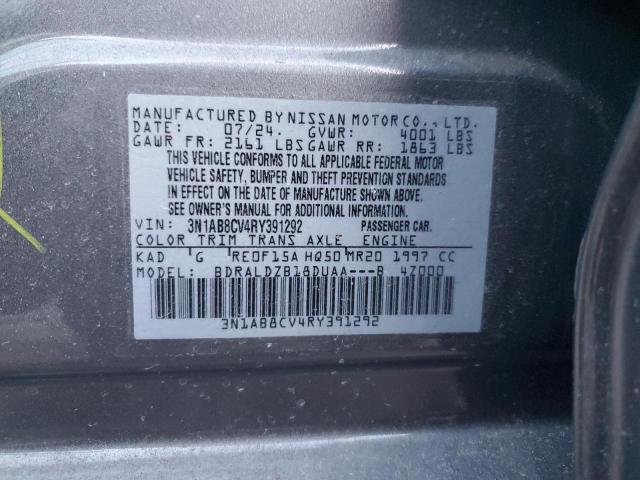 MANUFACTURED BY NISSAN MOTOR CO., LTD.
DATE: 07/24. GVWR: 4001 LBS
GAWR FR: 2161 LBS GAWR RR: 1863 LBS
THIS VEHICLE CONFORMS TO ALL APPLICABLE FEDERAL MOTOR
VEHICLE SAFETY, BUMPER AND THEFT PREVENTION STANDARDS
IN EFFECT ON THE DATE OF MANUFACTURE SHOWN ABOVE.
SEE OWNER'S MANUAL FOR ADDITIONAL INFORMATION.
VIN: 3N1AB8CV4RY391292 PASSENGER CAR.
COLOR TRIM TRANS AXLE ENGINE
KAD G RE0F15A HQ50 MR20 1997 CC
MODEL: BDRALDZB18DUAA---B 4Z000
3N1AB8CV4RY391292